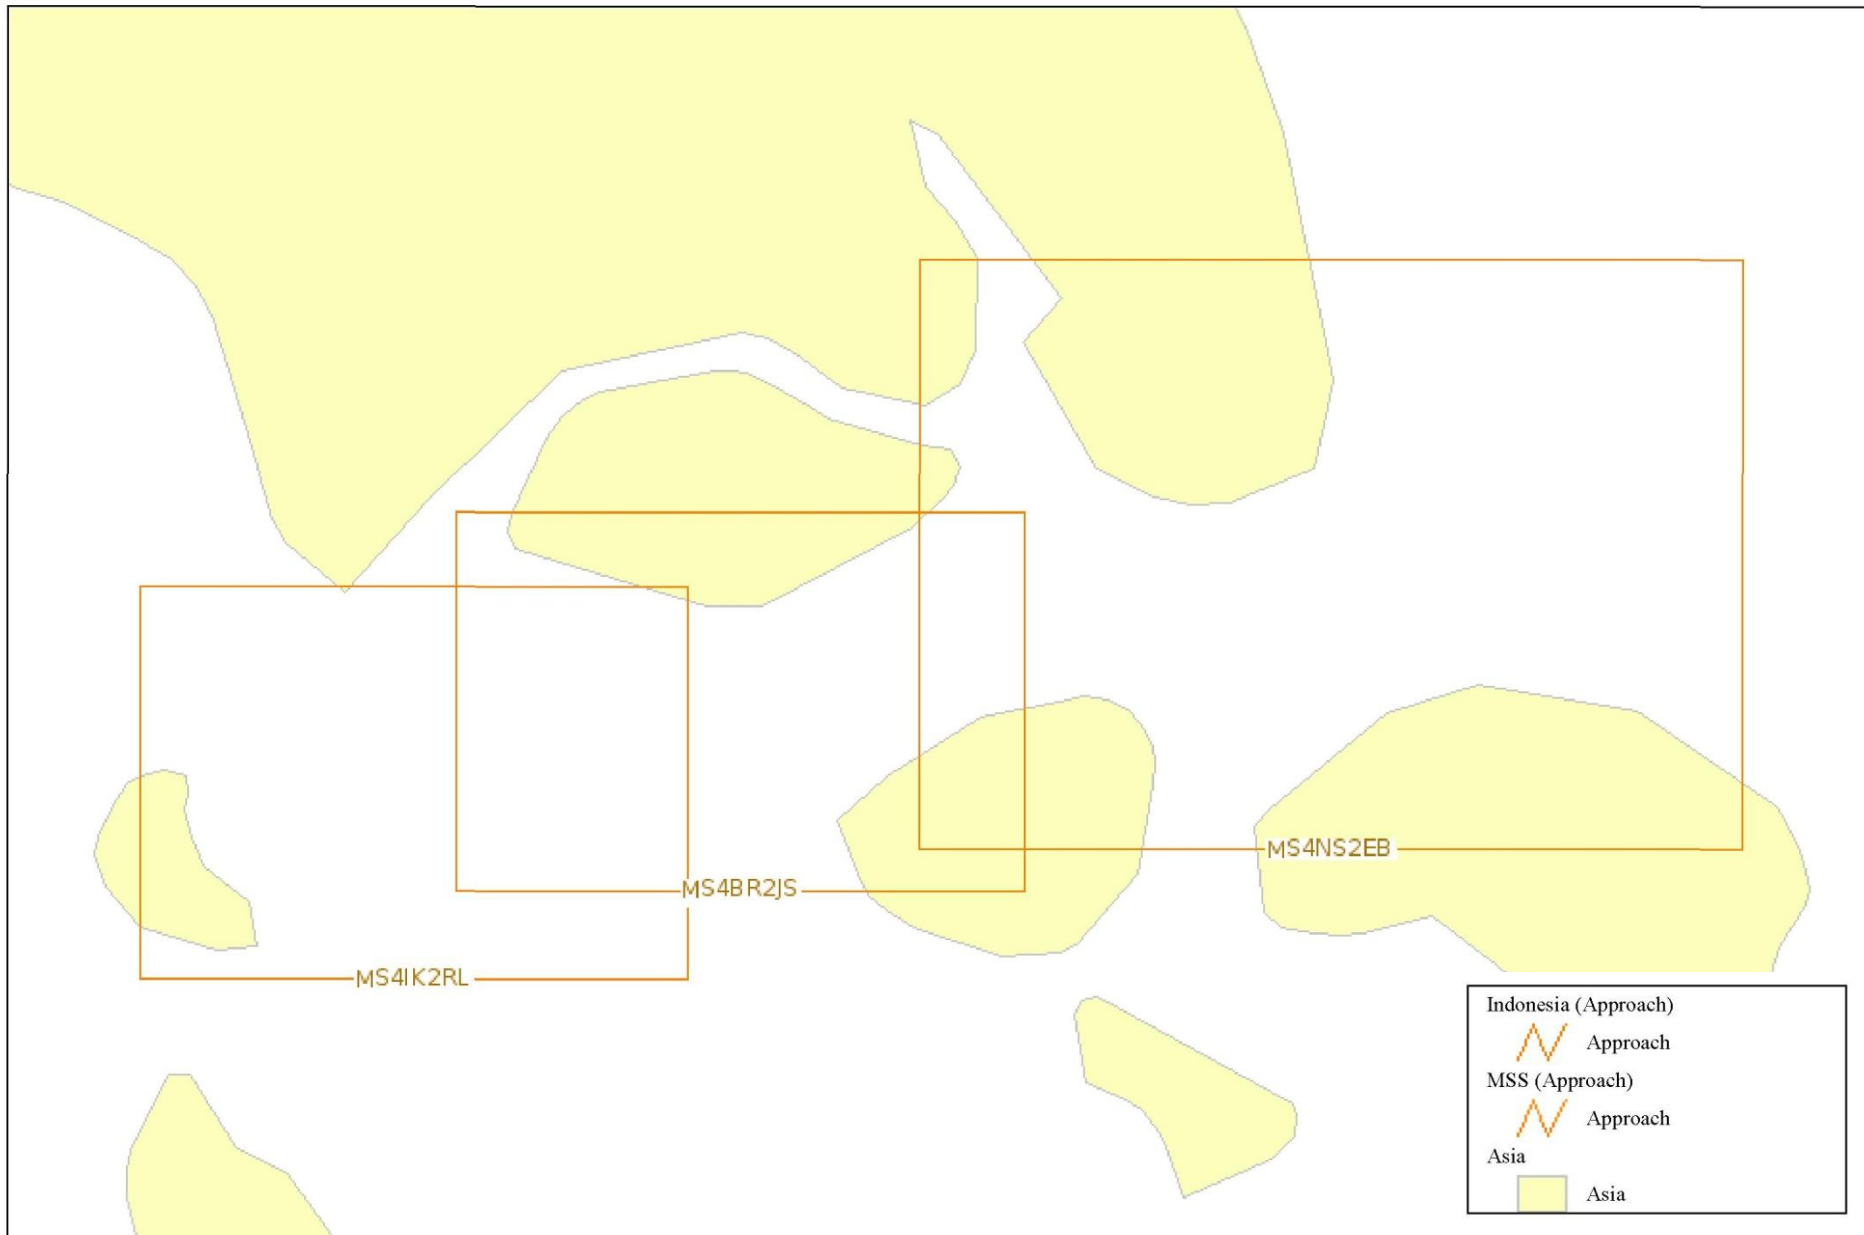 MS4NS2EB
MS4BR2JS
MS4IK2RL
Indonesia (Approach)
Approach
MSS (Approach)
Approach
Asia
Asia